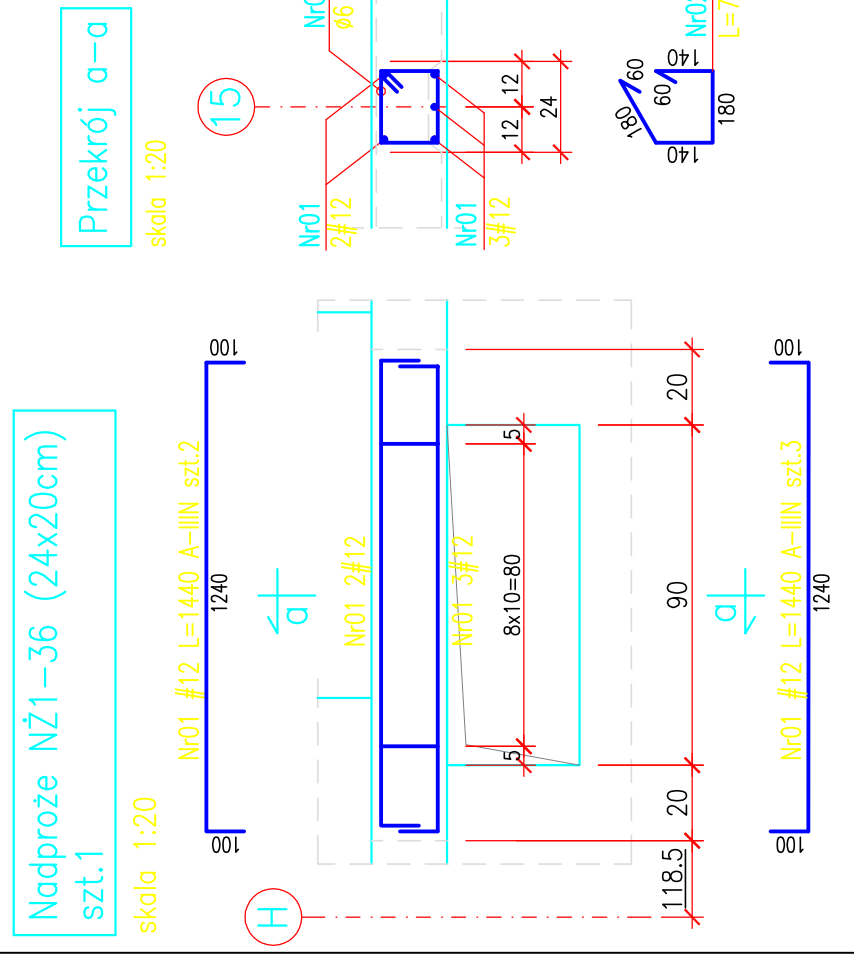 Nadproże NŻ1-36 (24x20cm)
szt.1
skala 1:20
100
Nr01 #12 L=1440 A-IIIN szt.2
1240
100
a
Nr01 2#12
Nr01 3#12
5
8x10=80
5
H
118.5
20
90
20
a
100
Nr01 #12 L=1440 A-IIIN szt.3
1240
100
Przekrój a-a
skala 1:20
15
ø6
Nr01
2#12
Nr01
3#12
12
12
24
180
60
60
140
140
180